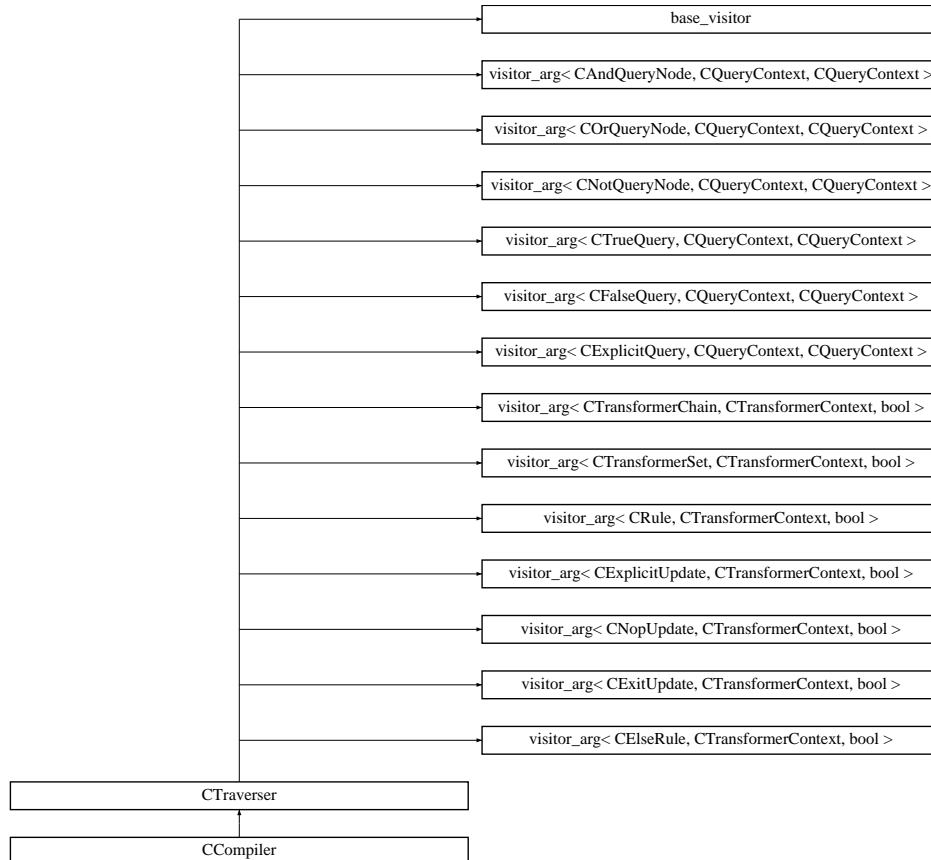 base_visitor
visitor_arg< CAndQueryNode, CQueryContext, CQueryContext >
visitor_arg< COrQueryNode, CQueryContext, CQueryContext >
visitor_arg< CNotQueryNode, CQueryContext, CQueryContext >
visitor_arg< CTrueQuery, CQueryContext, CQueryContext >
visitor_arg< CFalseQuery, CQueryContext, CQueryContext >
visitor_arg< CExplicitQuery, CQueryContext, CQueryContext >
visitor_arg< CTransformerChain, CTransformerContext, bool >
visitor_arg< CTransformerSet, CTransformerContext, bool >
visitor_arg< CRule, CTransformerContext, bool >
visitor_arg< CExplicitUpdate, CTransformerContext, bool >
visitor_arg< CNopUpdate, CTransformerContext, bool >
visitor_arg< CExitUpdate, CTransformerContext, bool >
visitor_arg< CElseRule, CTransformerContext, bool >
CTraverser
CCompiler